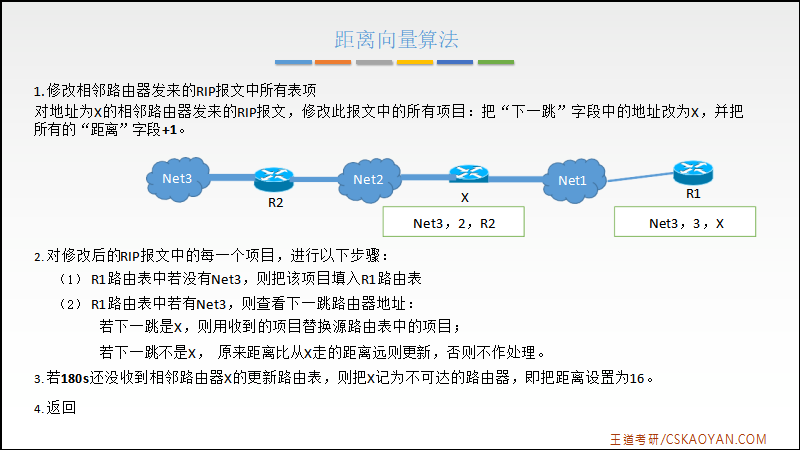 距离向量算法
1.修改相邻路由器发来的RIP报文中所有表项
对地址为X的相邻路由器发来的RIP报文，修改此报文中的所有项目：把“下一跳”字段中的地址改为X，并把
所有的“距离”字段+1。
Net3
R2
Net2
X
Net1
R1
Net3，2，R2
Net3，3，X
2.对修改后的RIP报文中的每一个项目，进行以下步骤：
（1） R1路由表中若没有Net3，则把该项目填入R1路由表
（2） R1路由表中若有Net3，则查看下一跳路由器地址：
若下一跳是X，则用收到的项目替换源路由表中的项目；
若下一跳不是X， 原来距离比从X走的距离远则更新，否则不作处理。
3.若180s还没收到相邻路由器X的更新路由表，则把X记为不可达的路由器，即把距离设置为16。
4.返回
王道考研/CSKAOYAN.COM